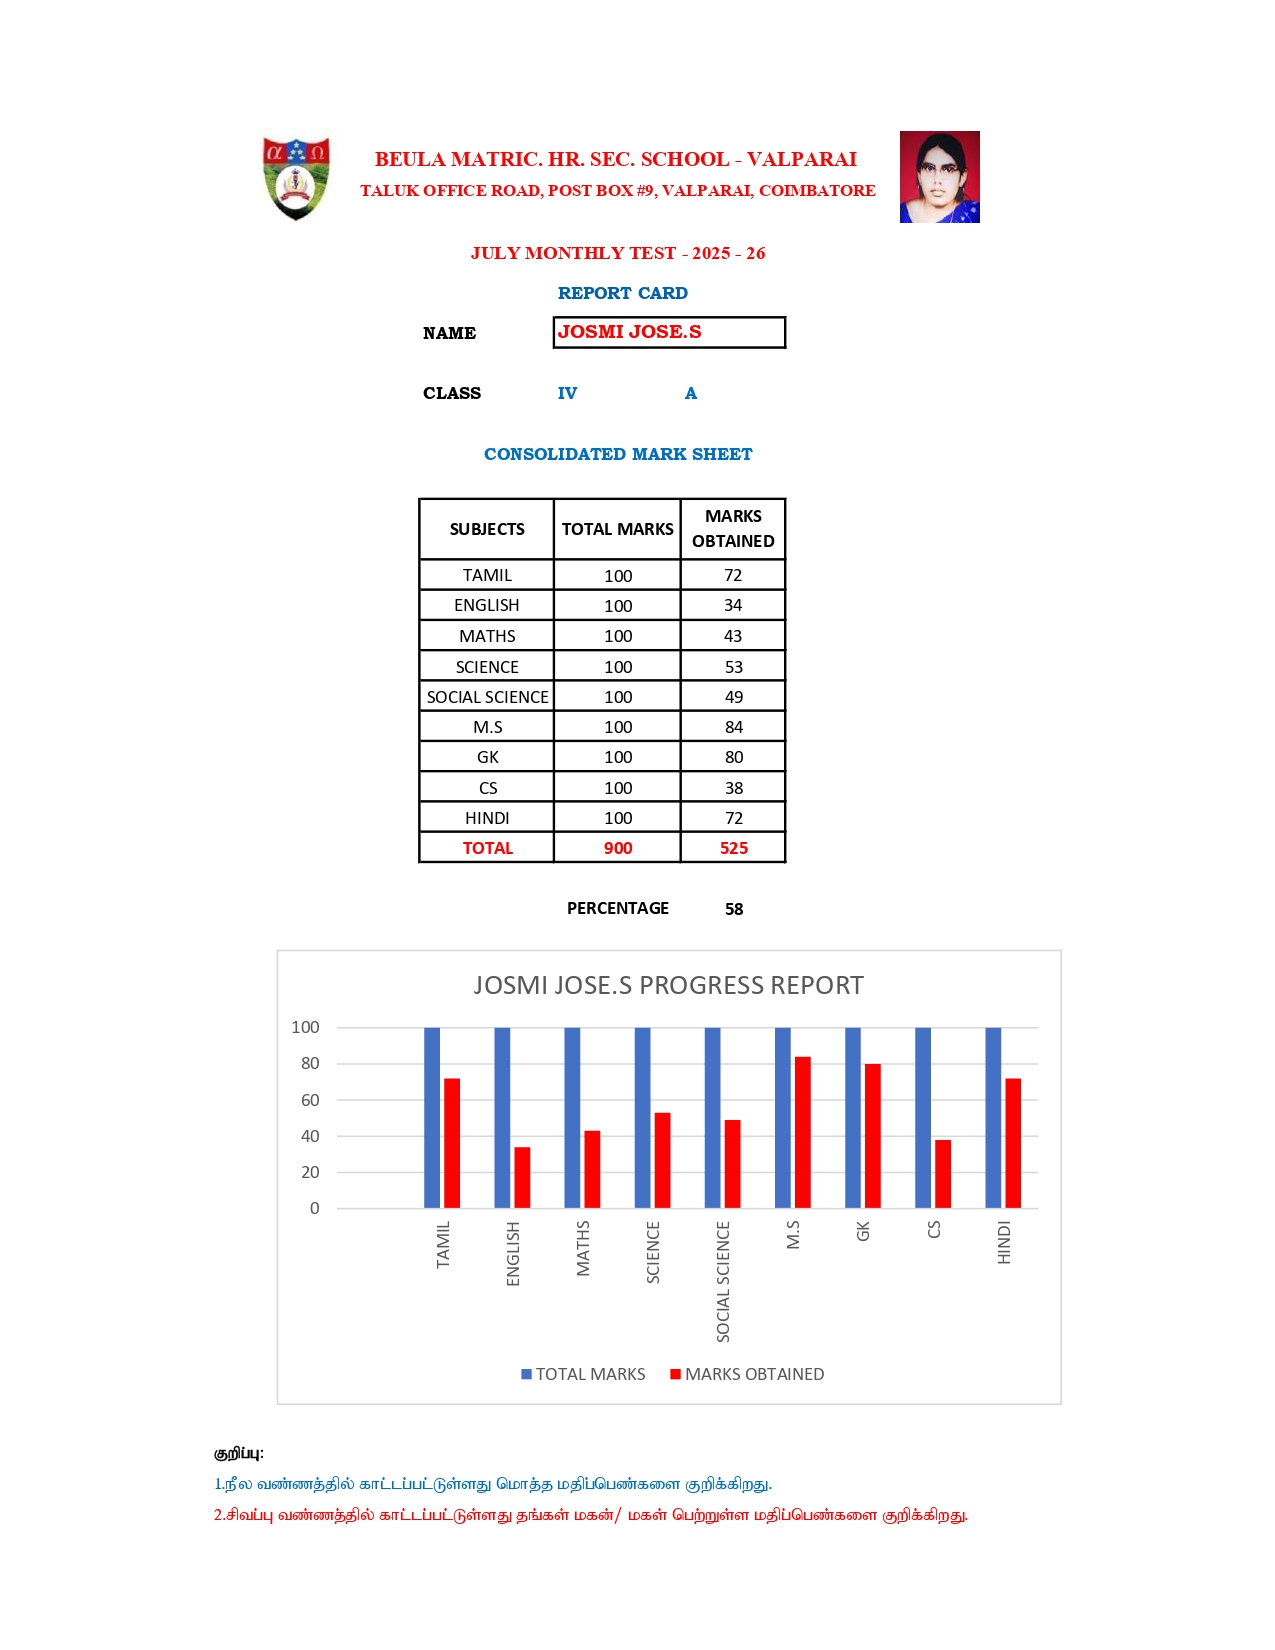 α Ω
BEULA MATRIC. HR. SEC. SCHOOL - VALPARAI
TALUK OFFICE ROAD, POST BOX #9, VALPARAI, COIMBATORE
JULY MONTHLY TEST - 2025 - 26
REPORT CARD
NAME JOSMI JOSE.S
CLASS IV A
CONSOLIDATED MARK SHEET
SUBJECTS TOTAL MARKS MARKS OBTAINED
TAMIL 100 72
ENGLISH 100 34
MATHS 100 43
SCIENCE 100 53
SOCIAL SCIENCE 100 49
M.S 100 84
GK 100 80
CS 100 38
HINDI 100 72
TOTAL 900 525
PERCENTAGE 58
JOSMI JOSE.S PROGRESS REPORT
100
80
60
40
20
0
TAMIL ENGLISH MATHS SCIENCE SOCIAL SCIENCE M.S GK CS HINDI
TOTAL MARKS MARKS OBTAINED
குறிப்பு:
1.நீல வண்ணத்தில் காட்டப்பட்டுள்ளது மொத்த மதிப்பெண்களை குறிக்கிறது.
2.சிவப்பு வண்ணத்தில் காட்டப்பட்டுள்ளது தங்கள் மகன்/ மகள் பெற்றுள்ள மதிப்பெண்களை குறிக்கிறது.